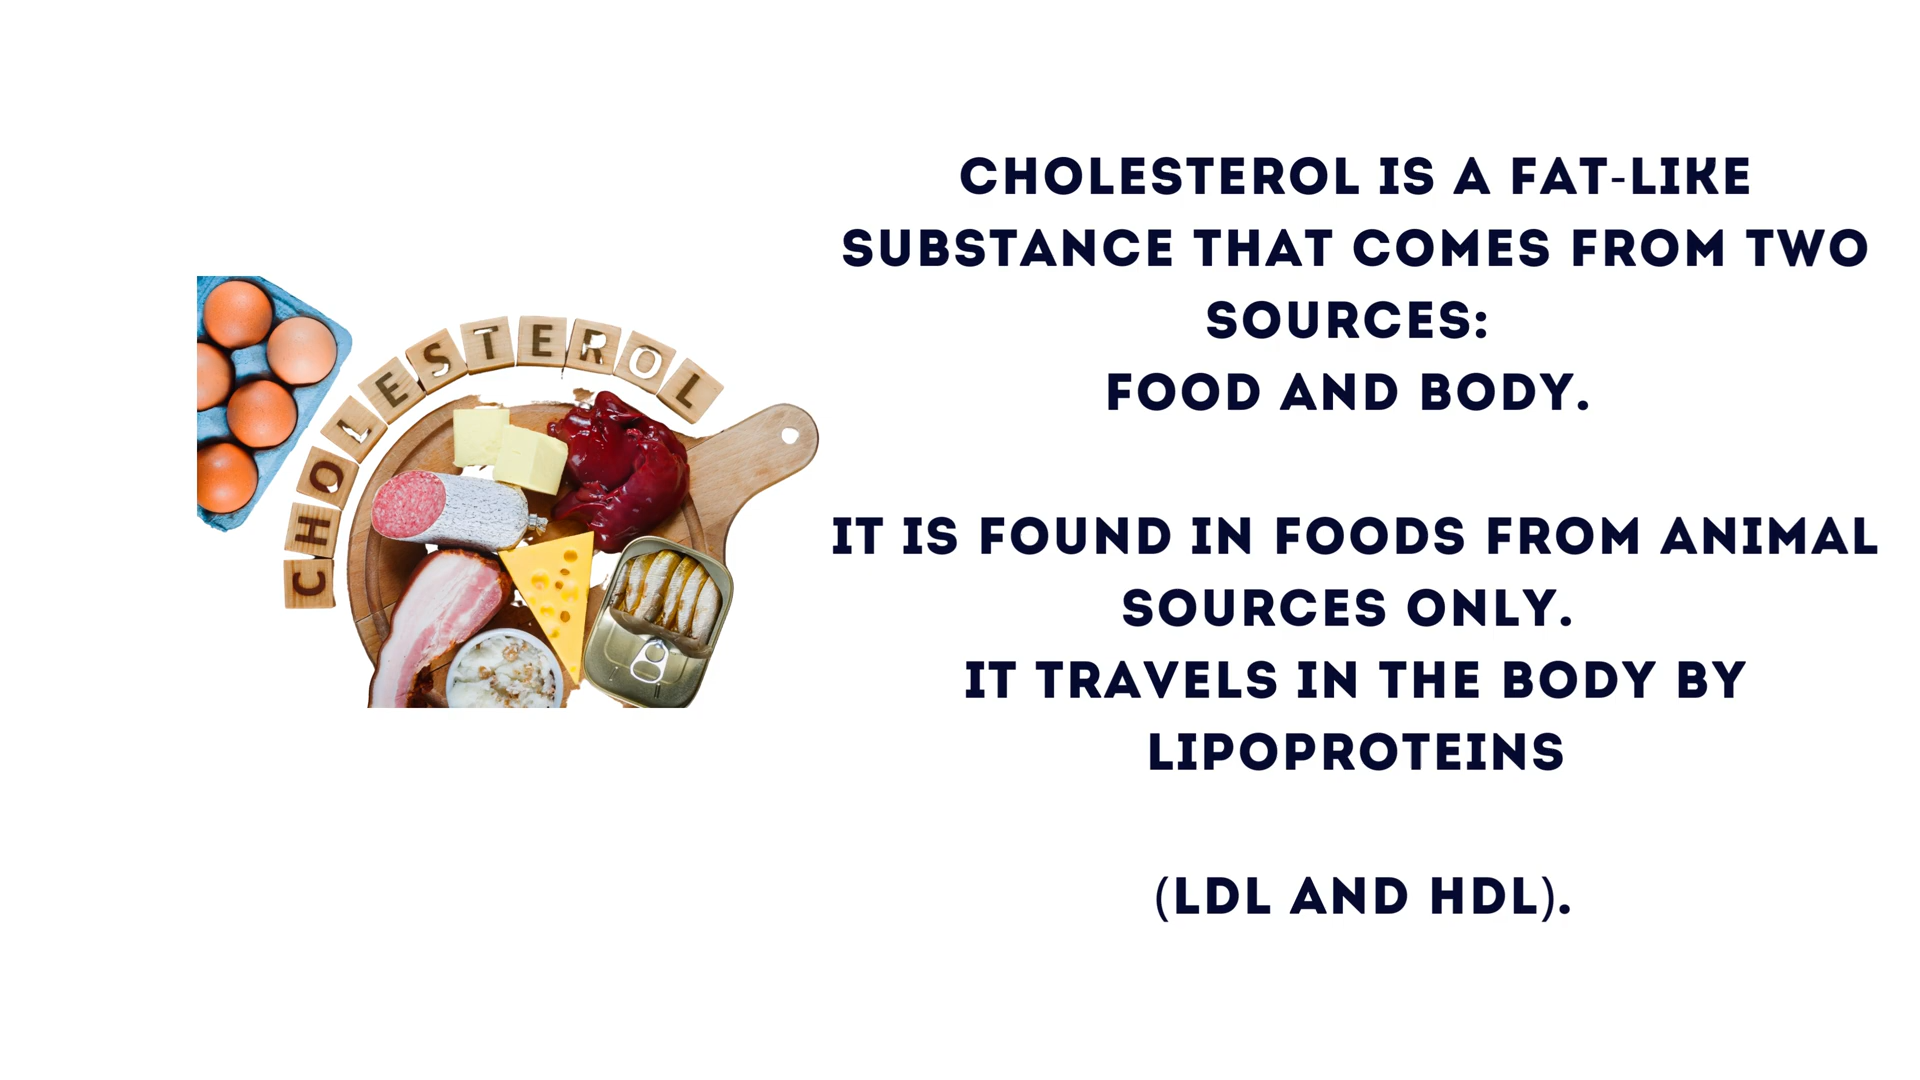 CHOLESTEROL
CHOLESTEROL IS A FAT-LIKE
SUBSTANCE THAT COMES FROM TWO
SOURCES:
FOOD AND BODY.
IT IS FOUND IN FOODS FROM ANIMAL
SOURCES ONLY.
IT TRAVELS IN THE BODY BY
LIPOPROTEINS
(LDL AND HDL).